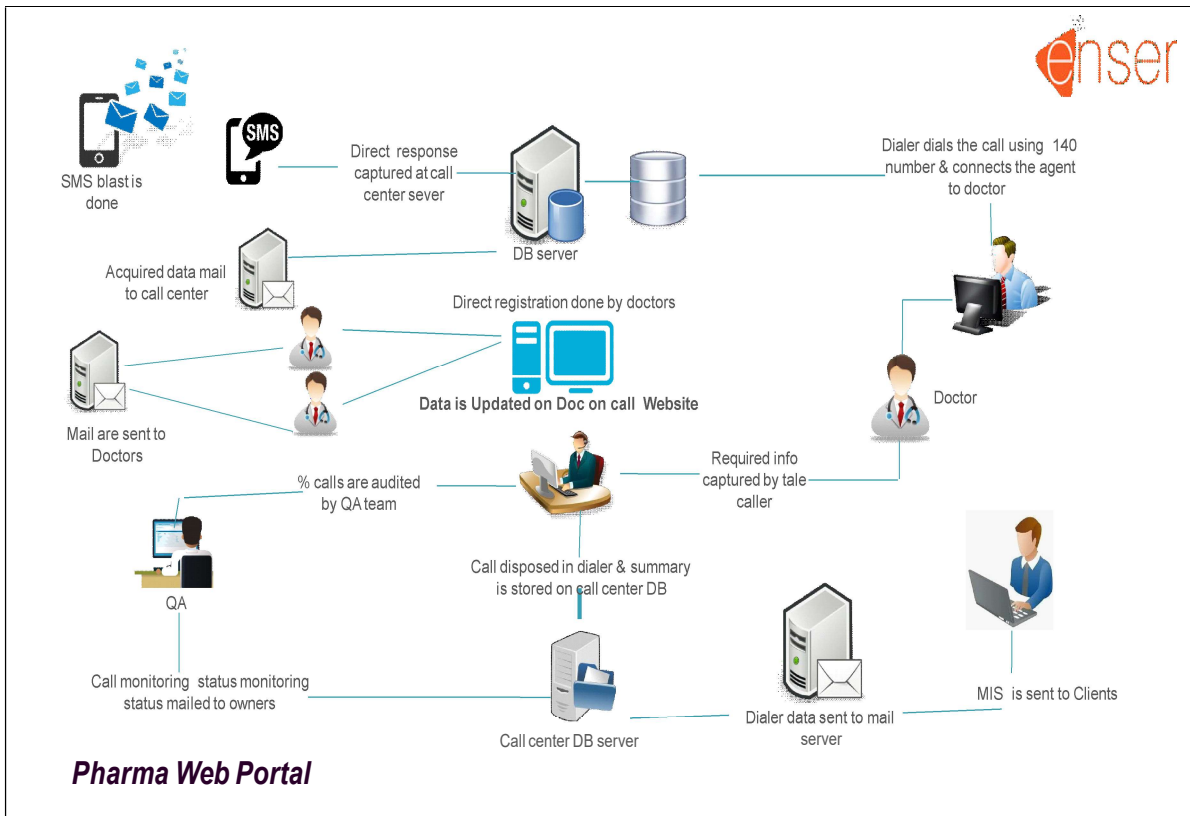 enser
SMS
SMS blast is
done
Direct response
captured at call
center sever
Dialer dials the call using 140
number & connects the agent
to doctor
DB server
Acquired data mail
to call center
Direct registration done by doctors
Data is Updated on Doc on call Website
Mail are sent to
Doctors
Doctor
% calls are audited
by QA team
Required info
captured by tale
caller
Call disposed in dialer & summary
is stored on call center DB
QA
Call monitoring status monitoring
status mailed to owners
Call center DB server
Dialer data sent to mail
server
MIS is sent to Clients
Pharma Web Portal